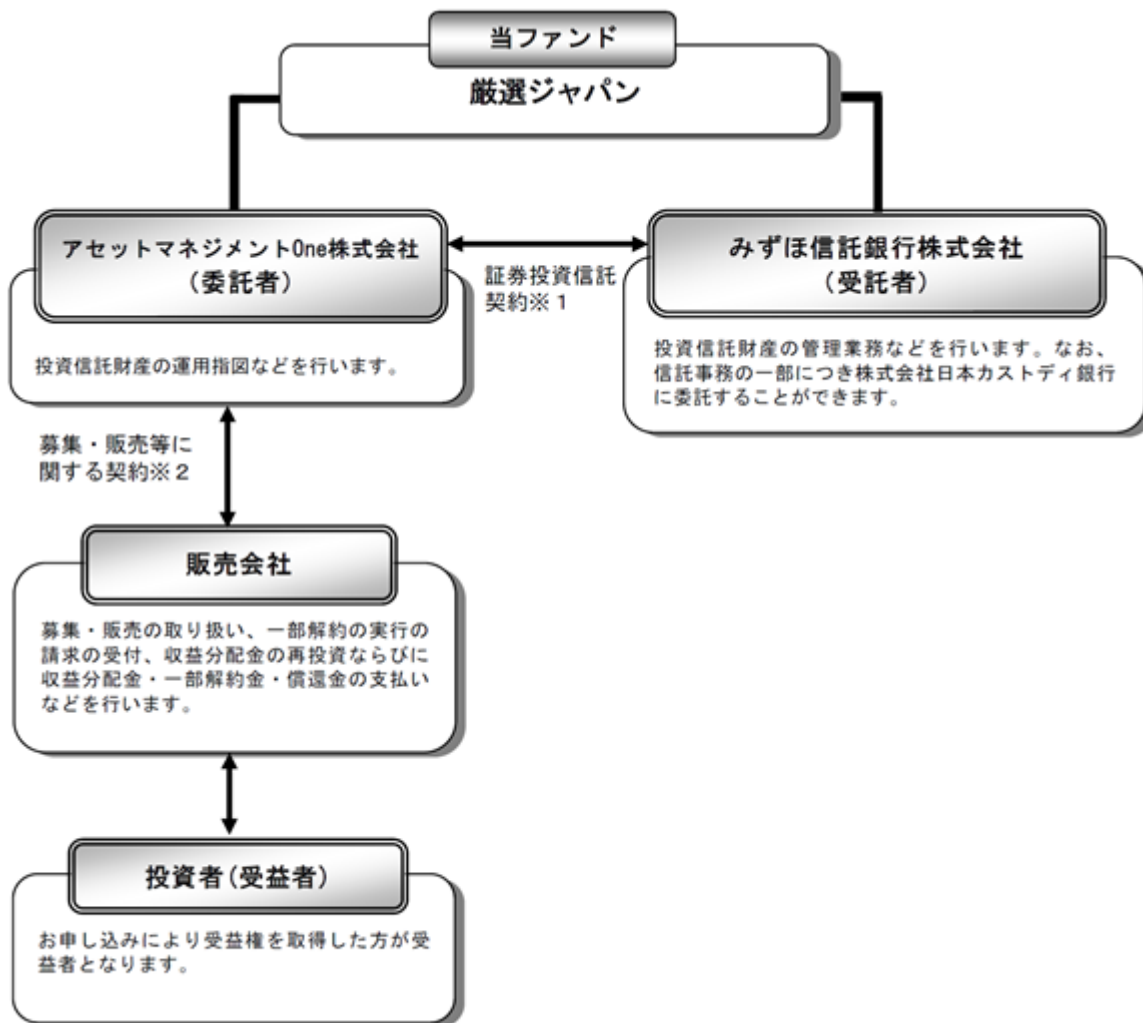 当ファンド
厳選ジャパン
アセットマネジメントOne株式会社
（委託者）
投資信託財産の運用指図などを行います。
証券投資信託
契約※１
みずほ信託銀行株式会社
（受託者）
投資信託財産の管理業務などを行います。なお、
信託事務の一部につき株式会社日本カストディ銀行
に委託することができます。
募集・販売等に
関する契約※２
販売会社
募集・販売の取り扱い、一部解約の実行の
請求の受付、収益分配金の再投資ならびに
収益分配金・一部解約金・償還金の支払い
などを行います。
投資者(受益者)
お申し込みにより受益権を取得した方が受
益者となります。